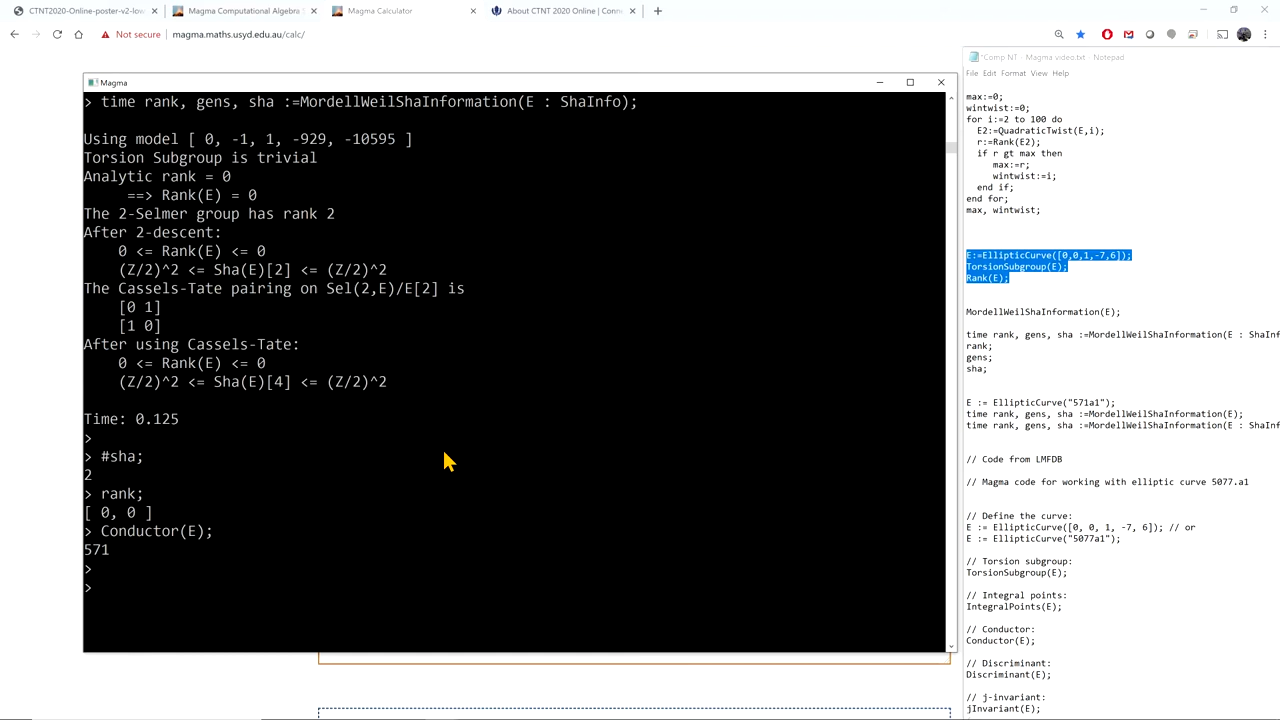 CTNT2020-Online-poster-v2-low
Magma Computational Algebra S
Magma Calculator
About CTNT 2020 Online | Conn
Not secure
magma.maths.usyd.edu.au/calc/
Magma
> time rank, gens, sha :=MordellWeilShaInformation(E : ShaInfo);
Using model [ 0, -1, 1, -929, -10595 ]
Torsion Subgroup is trivial
Analytic rank = 0
==> Rank(E) = 0
The 2-Selmer group has rank 2
After 2-descent:
0 <= Rank(E) <= 0
(Z/2)^2 <= Sha(E)[2] <= (Z/2)^2
The Cassels-Tate pairing on Sel(2,E)/E[2] is
[0 1]
[1 0]
After using Cassels-Tate:
0 <= Rank(E) <= 0
(Z/2)^2 <= Sha(E)[4] <= (Z/2)^2
Time: 0.125
>
> #sha;
2
> rank;
[ 0, 0 ]
> Conductor(E);
571
>
>
*Comp NT - Magma video.txt - Notepad
File Edit Format View Help
max:=0;
wintwist:=0;
for i:=2 to 100 do
E2:=QuadraticTwist(E,i);
r:=Rank(E2);
if r gt max then
max:=r;
wintwist:=i;
end if;
end for;
max, wintwist;
E:=EllipticCurve([0,0,1,-7,6]);
TorsionSubgroup(E);
Rank(E);
MordellWeilShaInformation(E);
time rank, gens, sha :=MordellWeilShaInformation(E : ShaInf
rank;
gens;
sha;
E := EllipticCurve("571a1");
time rank, gens, sha :=MordellWeilShaInformation(E);
time rank, gens, sha :=MordellWeilShaInformation(E : ShaInf
// Code from LMFDB
// Magma code for working with elliptic curve 5077.a1
// Define the curve:
E := EllipticCurve([0, 0, 1, -7, 6]); // or
E := EllipticCurve("5077a1");
// Torsion subgroup:
TorsionSubgroup(E);
// Integral points:
IntegralPoints(E);
// Conductor:
Conductor(E);
// Discriminant:
Discriminant(E);
// j-invariant:
jInvariant(E);